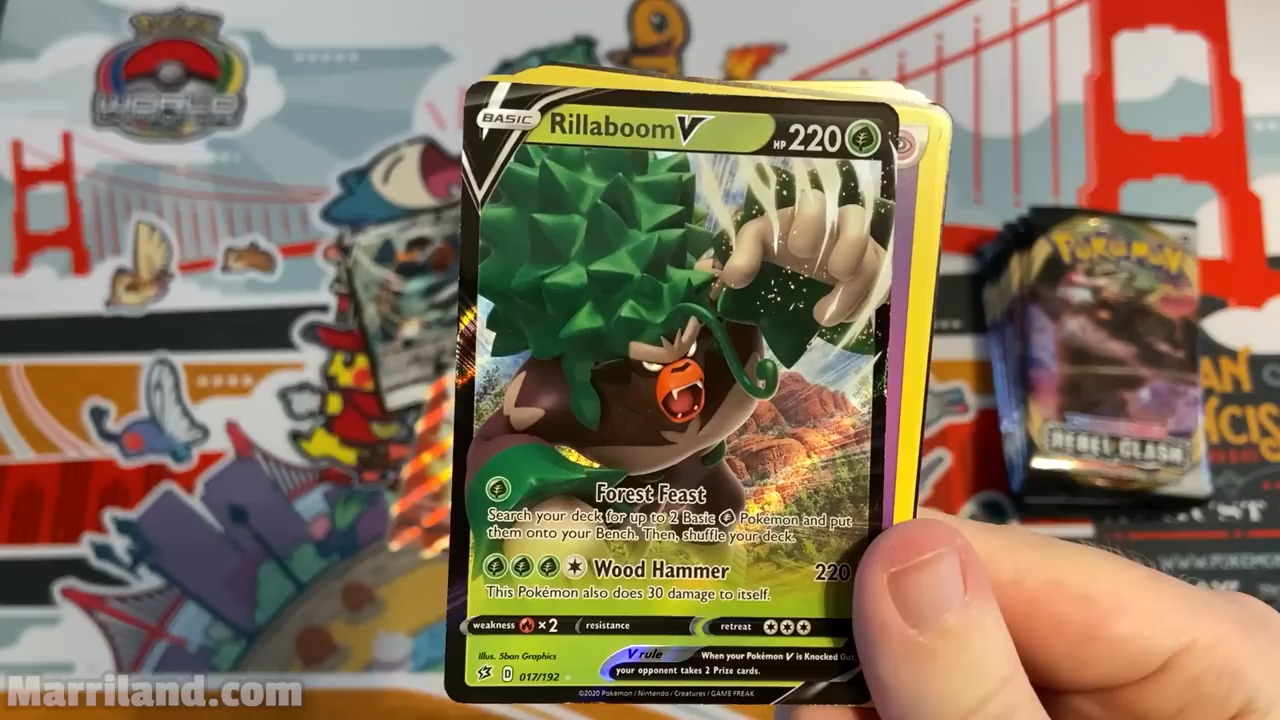 WORLD
BASIC
Rillaboom V
HP 220
Forest Feast
Search your deck for up to 2 Basic Pokémon and put
them onto your Bench. Then, shuffle your deck.
Wood Hammer 220
This Pokémon also does 30 damage to itself.
weakness ×2 resistance retreat
Illus. 5ban Graphics
D 017/192
V rule When your Pokémon V is Knocked Out,
your opponent takes 2 Prize cards.
©2020 Pokémon / Nintendo / Creatures / GAME FREAK
POKÉMON
REBEL CLASH
Marriland.com